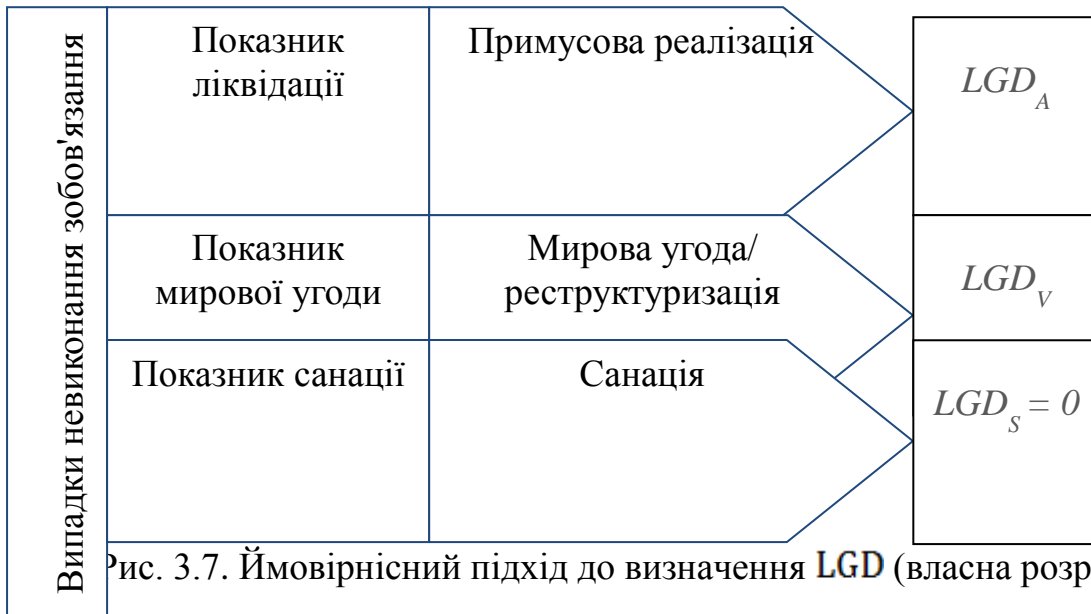 Випадки невиконання зобов'язання
Показник
ліквідації
Примусова реалізація
LGD_A
Показник
мирової угоди
Мирова угода/
реструктуризація
LGD_V
Показник санації
Санація
LGD_S = 0
Рис. 3.7. Ймовірнісний підхід до визначення LGD (власна розр